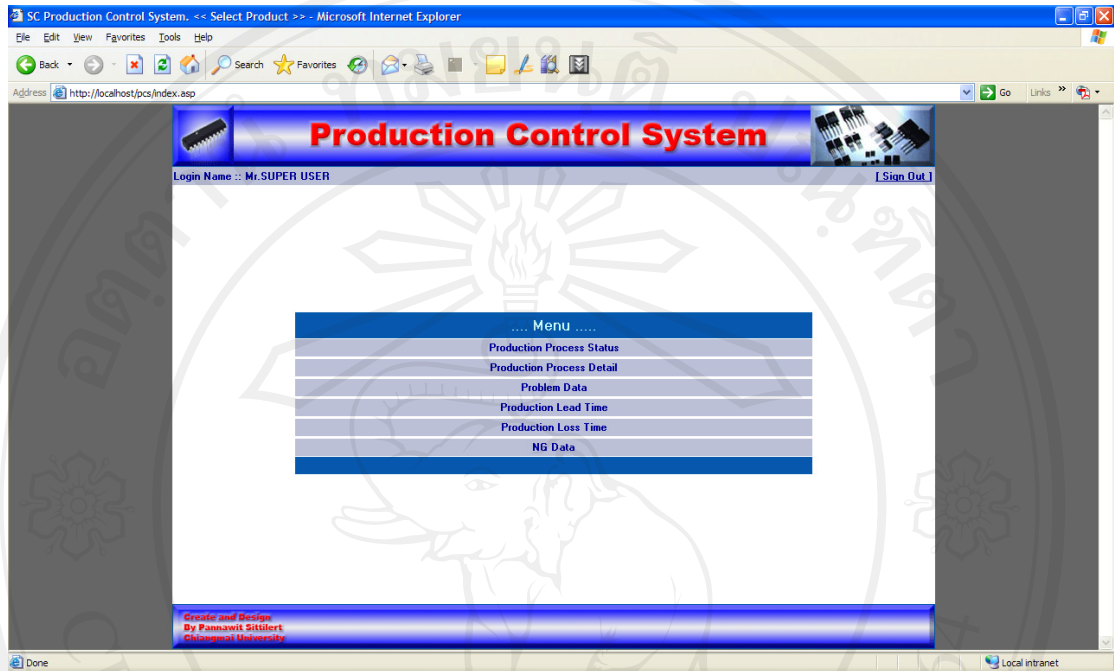 SC Production Control System. << Select Product >> - Microsoft Internet Explorer
File Edit View Favorites Tools Help
Back Search Favorites
Address http://localhost/pcs/index.asp Go Links »
Production Control System
Login Name :: Mr.SUPER USER [ Sign Out ]
.... Menu .....
Production Process Status
Production Process Detail
Problem Data
Production Lead Time
Production Loss Time
NG Data
Create and Design
By Pannawit Sittilert
Chiangmai University
Done Local intranet